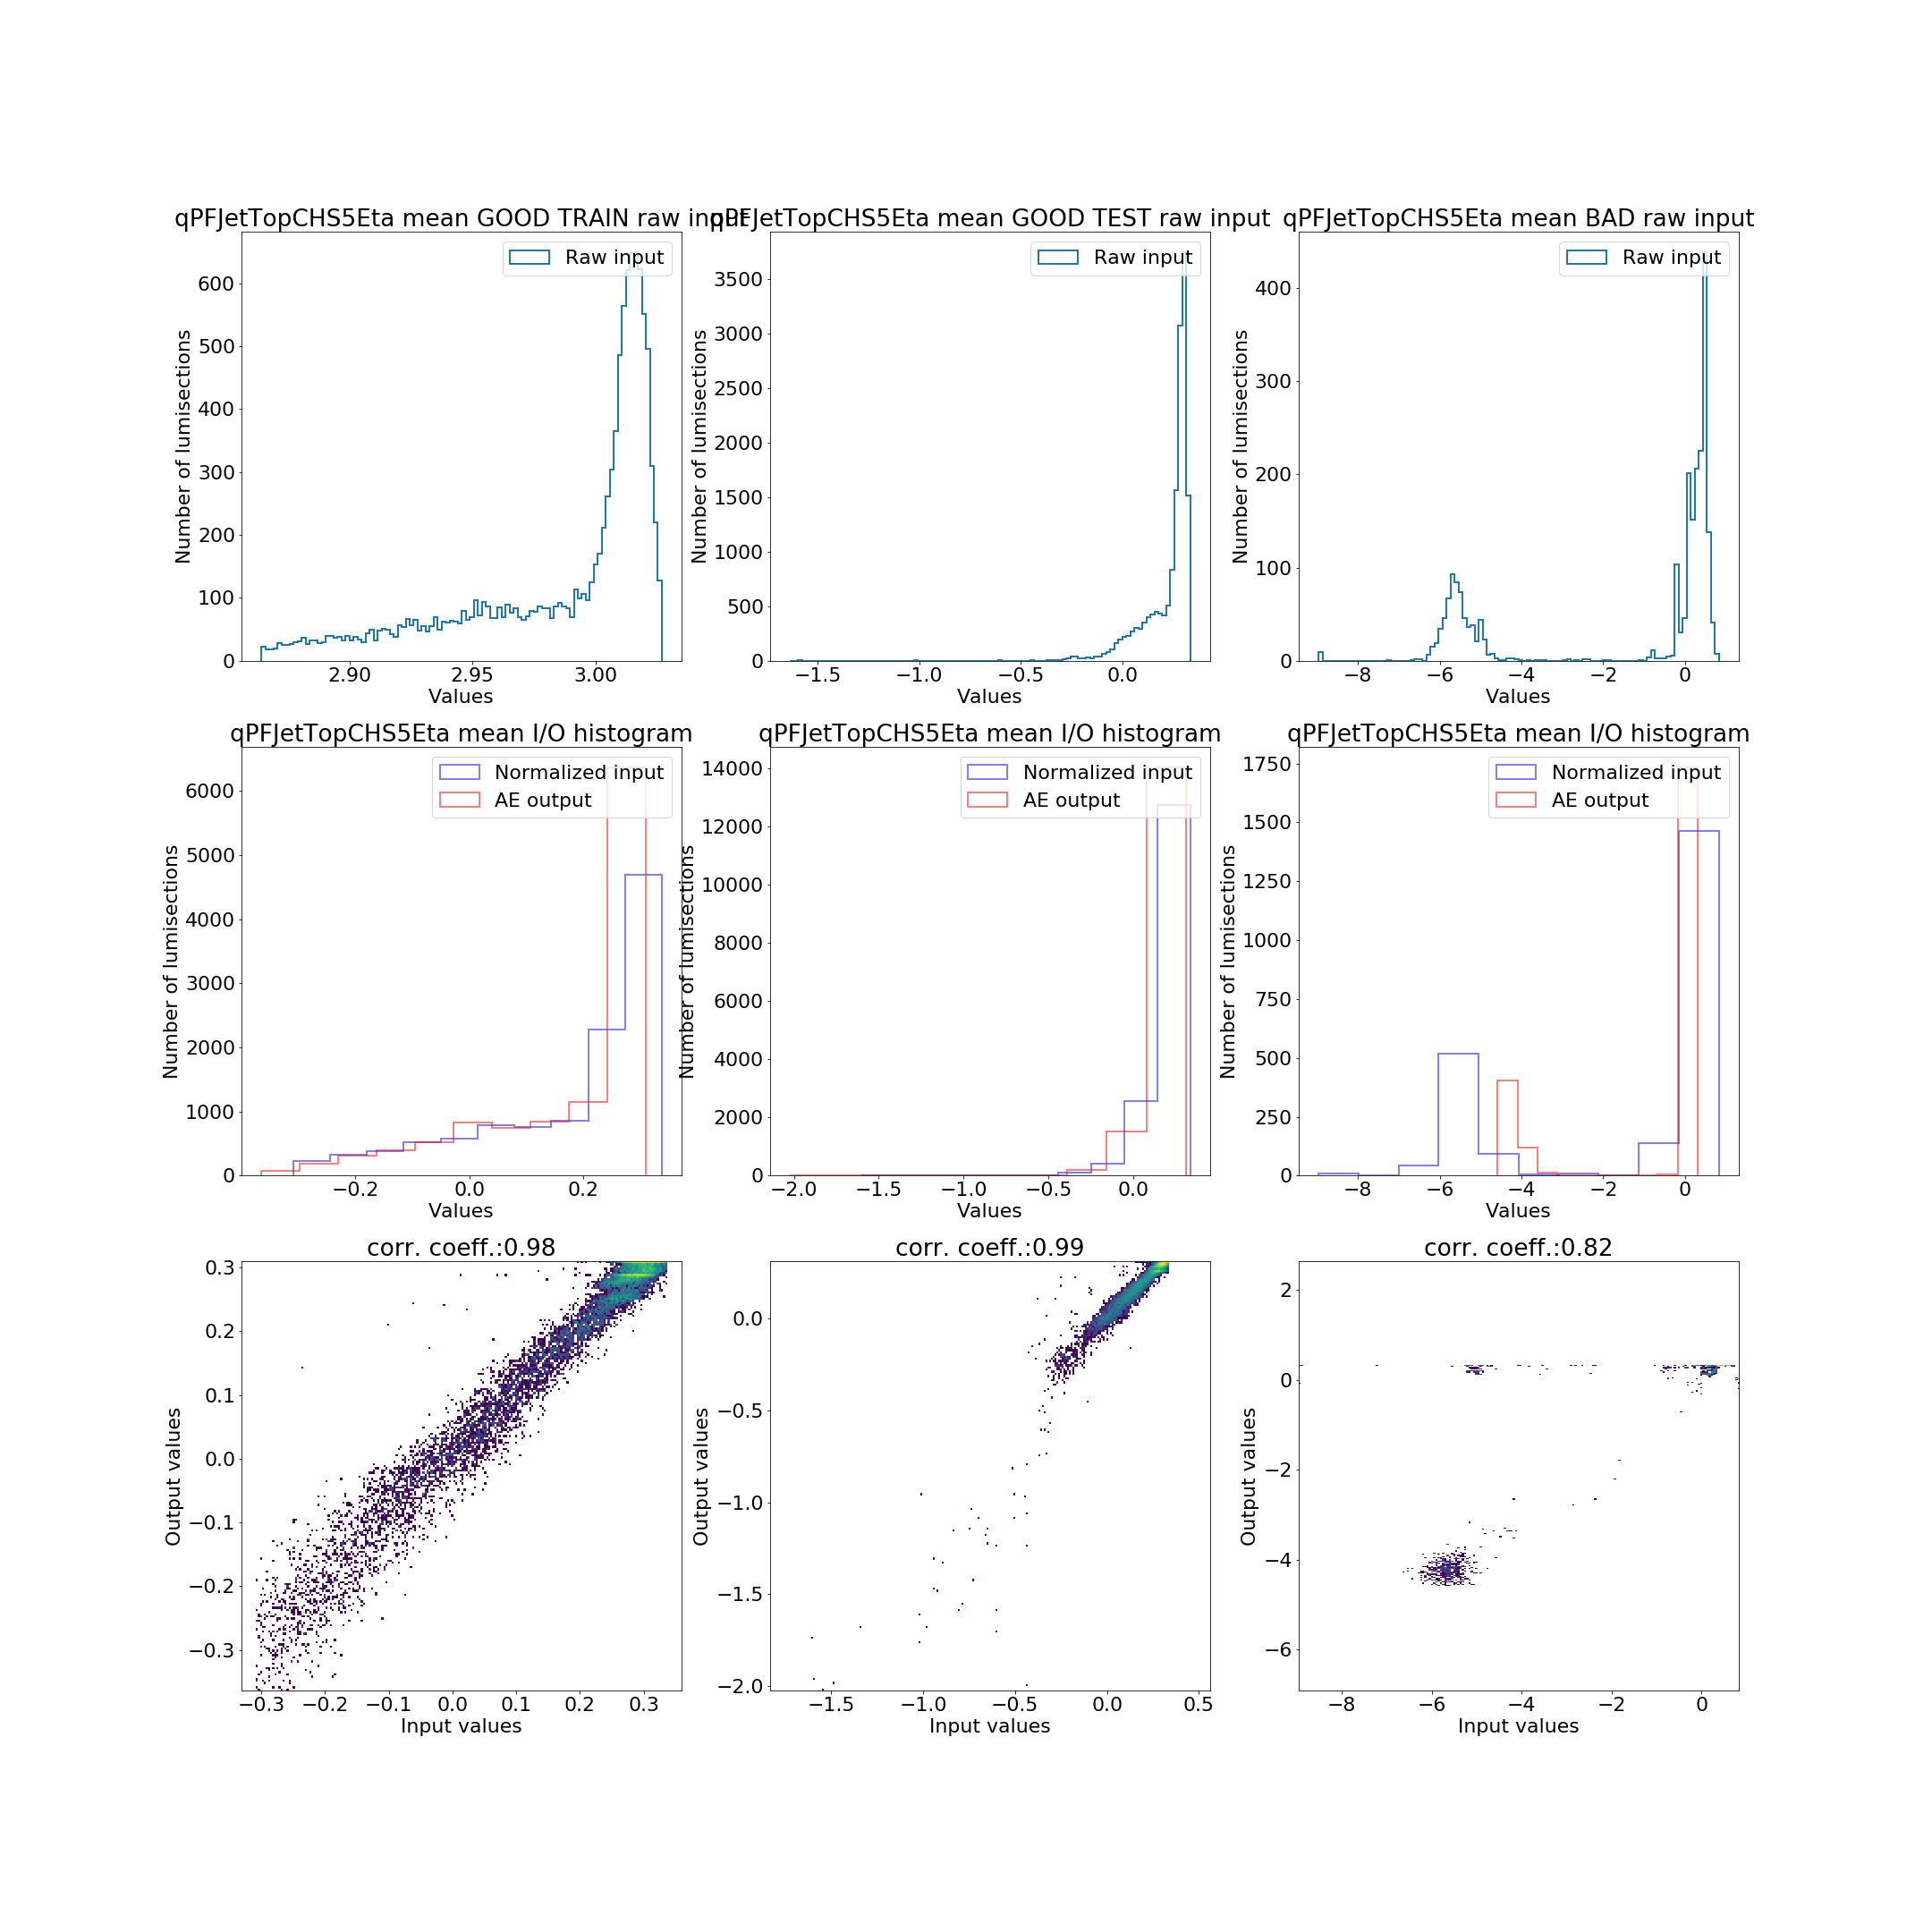 qPFJetTopCHS5Eta mean GOOD TRAIN raw input
qPFJetTopCHS5Eta mean GOOD TEST raw input
qPFJetTopCHS5Eta mean BAD raw input
Raw input
Raw input
Raw input
Number of lumisections
600
500
400
300
200
100
0
2.90
2.95
3.00
Values
Number of lumisections
3500
3000
2500
2000
1500
1000
500
0
−1.5
−1.0
−0.5
0.0
Values
Number of lumisections
400
300
200
100
0
−8
−6
−4
−2
0
Values
qPFJetTopCHS5Eta mean I/O histogram
qPFJetTopCHS5Eta mean I/O histogram
qPFJetTopCHS5Eta mean I/O histogram
Normalized input
AE output
Normalized input
AE output
Normalized input
AE output
Number of lumisections
6000
5000
4000
3000
2000
1000
0
−0.2
0.0
0.2
Values
Number of lumisections
14000
12000
10000
8000
6000
4000
2000
0
−2.0
−1.5
−1.0
−0.5
0.0
Values
Number of lumisections
1750
1500
1250
1000
750
500
250
0
−8
−6
−4
−2
0
Values
corr. coeff.:0.98
corr. coeff.:0.99
corr. coeff.:0.82
Output values
0.3
0.2
0.1
0.0
−0.1
−0.2
−0.3
−0.3
−0.2
−0.1
0.0
0.1
0.2
0.3
Input values
Output values
0.0
−0.5
−1.0
−1.5
−2.0
−1.5
−1.0
−0.5
0.0
0.5
Input values
Output values
2
0
−2
−4
−6
−8
−6
−4
−2
0
Input values